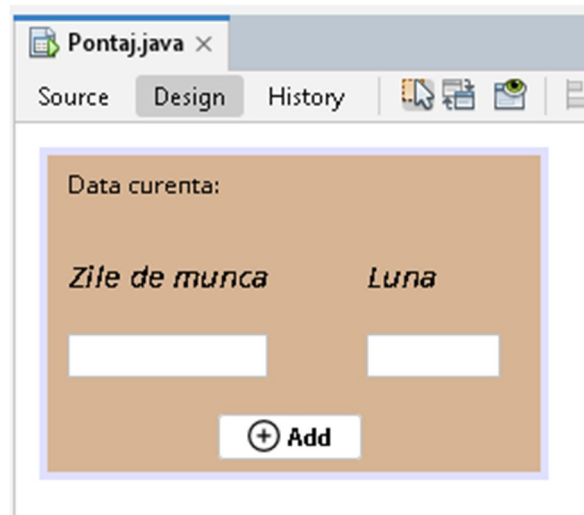 Pontaj.java ×
Source Design History
Data curenta:
Zile de munca Luna
Add